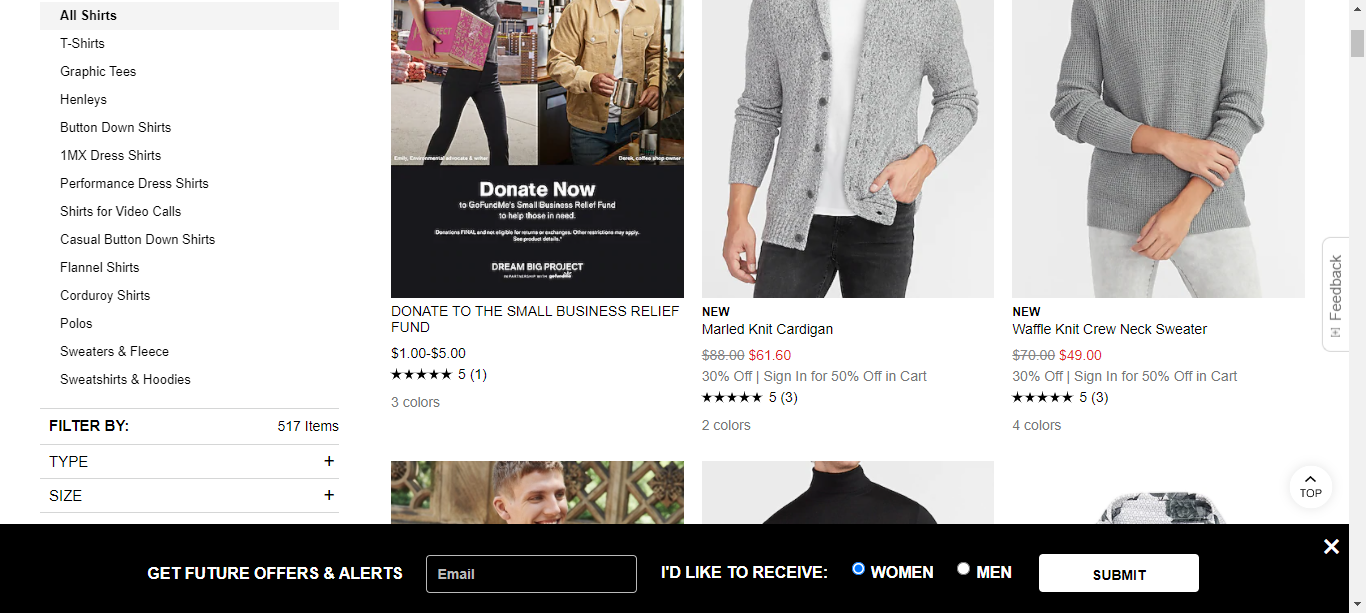 All Shirts
T-Shirts
Graphic Tees
Henleys
Button Down Shirts
1MX Dress Shirts
Performance Dress Shirts
Shirts for Video Calls
Casual Button Down Shirts
Flannel Shirts
Corduroy Shirts
Polos
Sweaters & Fleece
Sweatshirts & Hoodies
FILTER BY:
517 Items
TYPE +
SIZE +
Emily, Environmental advocate & writer
Derek, coffee shop owner
Donate Now
to GoFundMe's Small Business Relief Fund
to help those in need.
Donations FINAL and not eligible for returns or exchanges. Other restrictions may apply.
See product details.*
DREAM BIG PROJECT
IN PARTNERSHIP WITH gofundme
DONATE TO THE SMALL BUSINESS RELIEF
FUND
$1.00-$5.00
★★★★★ 5 (1)
3 colors
NEW
Marled Knit Cardigan
$88.00 $61.60
30% Off | Sign In for 50% Off in Cart
★★★★★ 5 (3)
2 colors
NEW
Waffle Knit Crew Neck Sweater
$70.00 $49.00
30% Off | Sign In for 50% Off in Cart
★★★★★ 5 (3)
4 colors
[+] Feedback
TOP
GET FUTURE OFFERS & ALERTS
Email
I'D LIKE TO RECEIVE:
WOMEN
MEN
SUBMIT